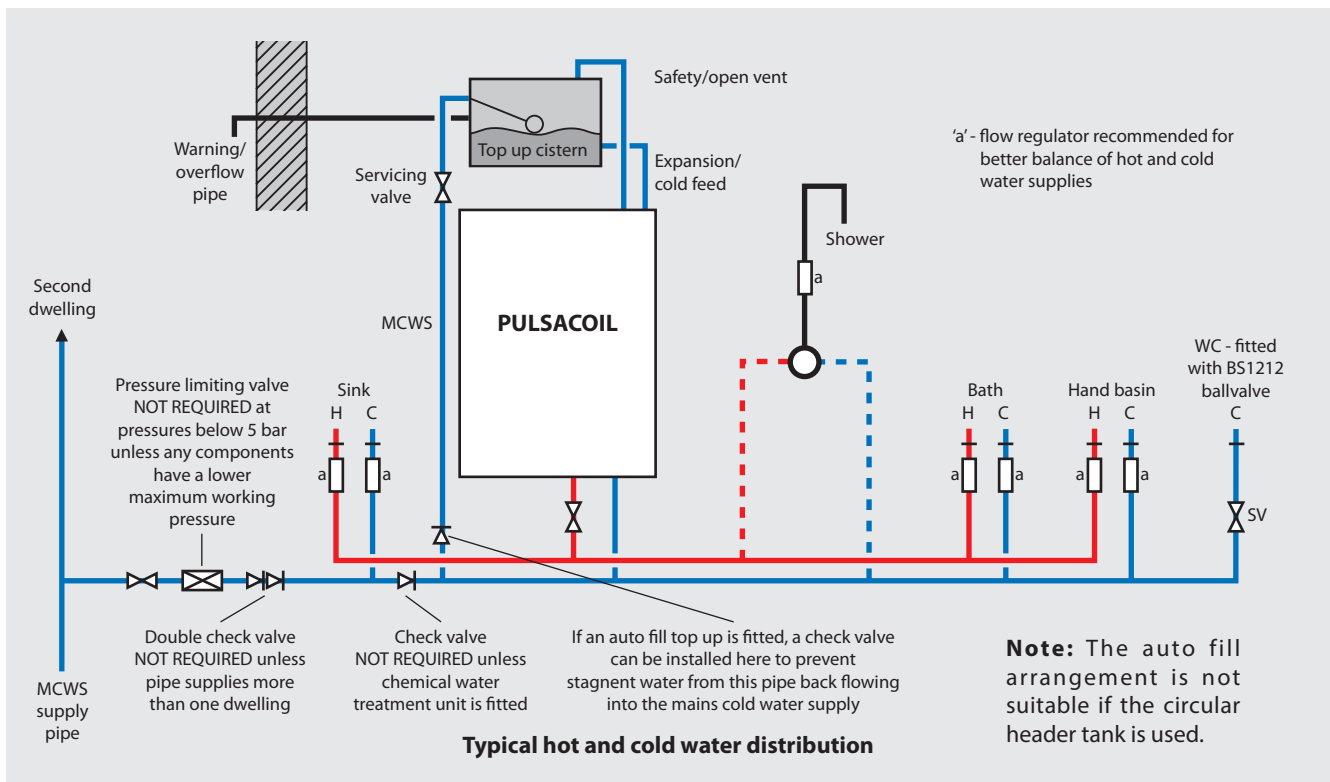 Safety/open vent
'a' - flow regulator recommended for
better balance of hot and cold
water supplies
Warning/
overflow
pipe
Top up cistern
Servicing
valve
Expansion/
cold feed
Shower
a
Second
dwelling
MCWS
PULSACOIL
WC - fitted
with BS1212
ballvalve
C
Pressure limiting valve
NOT REQUIRED at
pressures below 5 bar
unless any components
have a lower
maximum working
pressure
Sink
H C
a a
Bath
H C
a a
Hand basin
H C
a a
SV
Double check valve
NOT REQUIRED unless
pipe supplies more
than one dwelling
Check valve
NOT REQUIRED unless
chemical water
treatment unit is fitted
If an auto fill top up is fitted, a check valve
can be installed here to prevent
stagnent water from this pipe back flowing
into the mains cold water supply
Note: The auto fill
arrangement is not
suitable if the circular
header tank is used.
MCWS
supply
pipe
Typical hot and cold water distribution